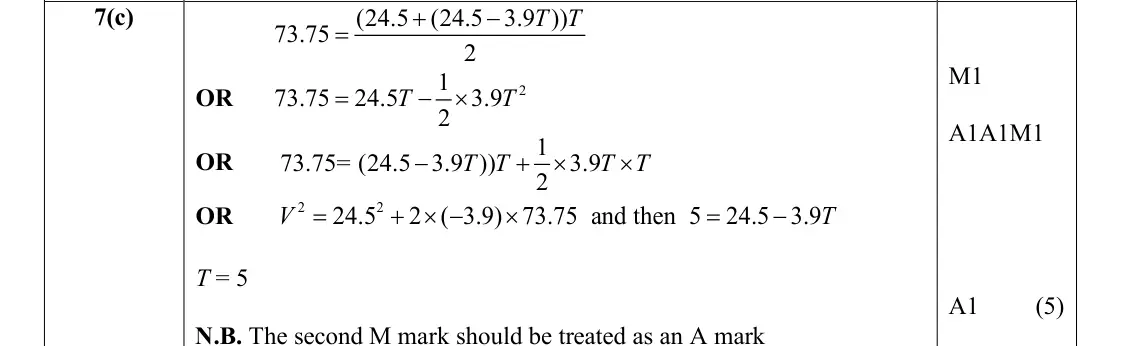 7(c)
73.75 = (24.5 + (24.5 − 3.9T))T / 2
M1
OR 73.75 = 24.5T − 1/2 × 3.9T²
A1A1M1
OR 73.75= (24.5 − 3.9T))T + 1/2 × 3.9T × T
OR V² = 24.5² + 2 × (−3.9) × 73.75 and then 5 = 24.5 − 3.9T
T = 5
A1 (5)
N.B. The second M mark should be treated as an A mark